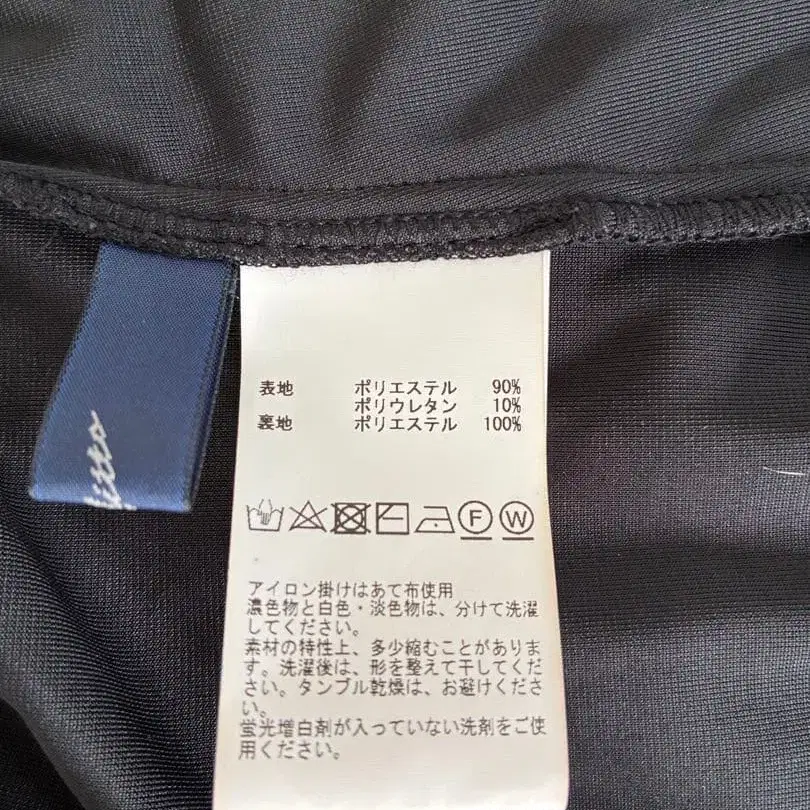 表地 ポリエステル 90%
ポリウレタン 10%
裏地 ポリエステル 100%
F W
アイロン掛けはあて布使用
濃色物と白色・淡色物は、分けて洗濯
してください。
素材の特性上、多少縮むことがありま
す。洗濯後は、形を整えて干してくだ
さい。タンブル乾燥は、お避けくださ
い。
蛍光増白剤が入っていない洗剤をご使
用ください。